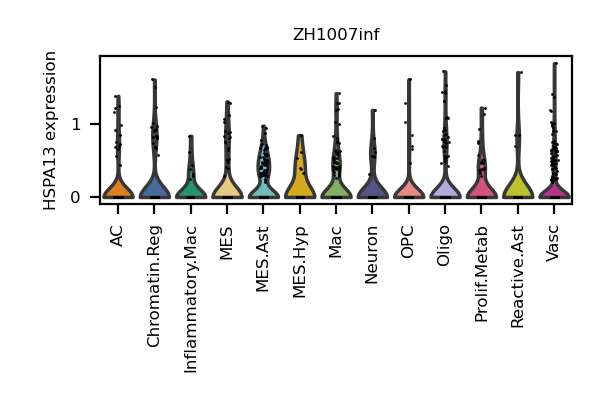 ZH1007inf
HSPA13 expression
1
0
AC
Chromatin.Reg
Inflammatory.Mac
MES
MES.Ast
MES.Hyp
Mac
Neuron
OPC
Oligo
Prolif.Metab
Reactive.Ast
Vasc